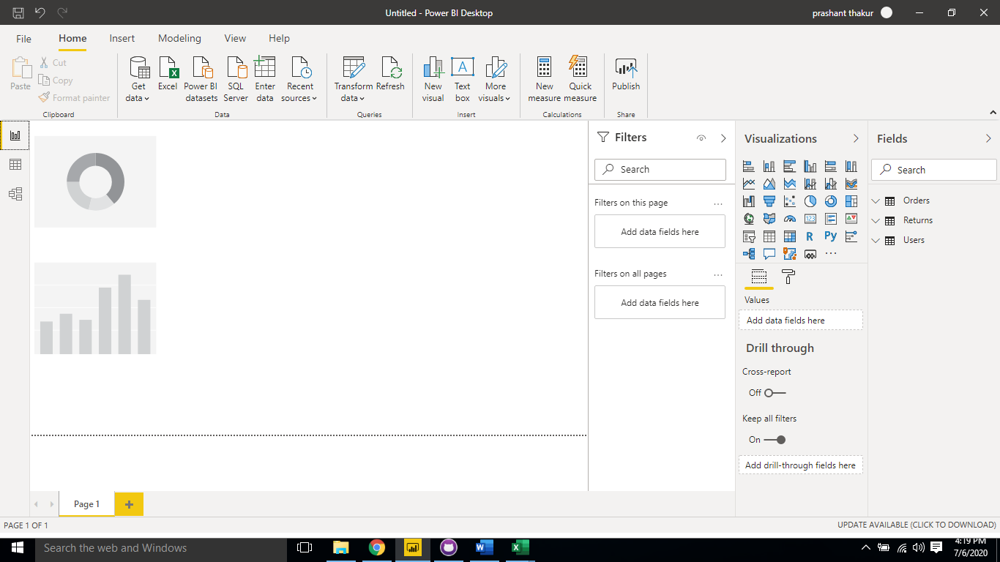 Untitled - Power BI Desktop
prashant thakur
File Home Insert Modeling View Help
Paste
Cut
Copy
Format painter
Clipboard
Get data
Excel
Power BI datasets
SQL Server
Enter data
Recent sources
Data
Transform data
Refresh
Queries
New visual
Text box
More visuals
Insert
New measure
Quick measure
Calculations
Publish
Share
Filters
Search
Filters on this page ...
Add data fields here
Filters on all pages ...
Add data fields here
Visualizations
123
R Py
...
Values
Add data fields here
Drill through
Cross-report
Off
Keep all filters
On
Add drill-through fields here
Fields
Search
Orders
Returns
Users
Page 1
PAGE 1 OF 1
UPDATE AVAILABLE (CLICK TO DOWNLOAD)
Search the web and Windows
4:19 PM
7/6/2020